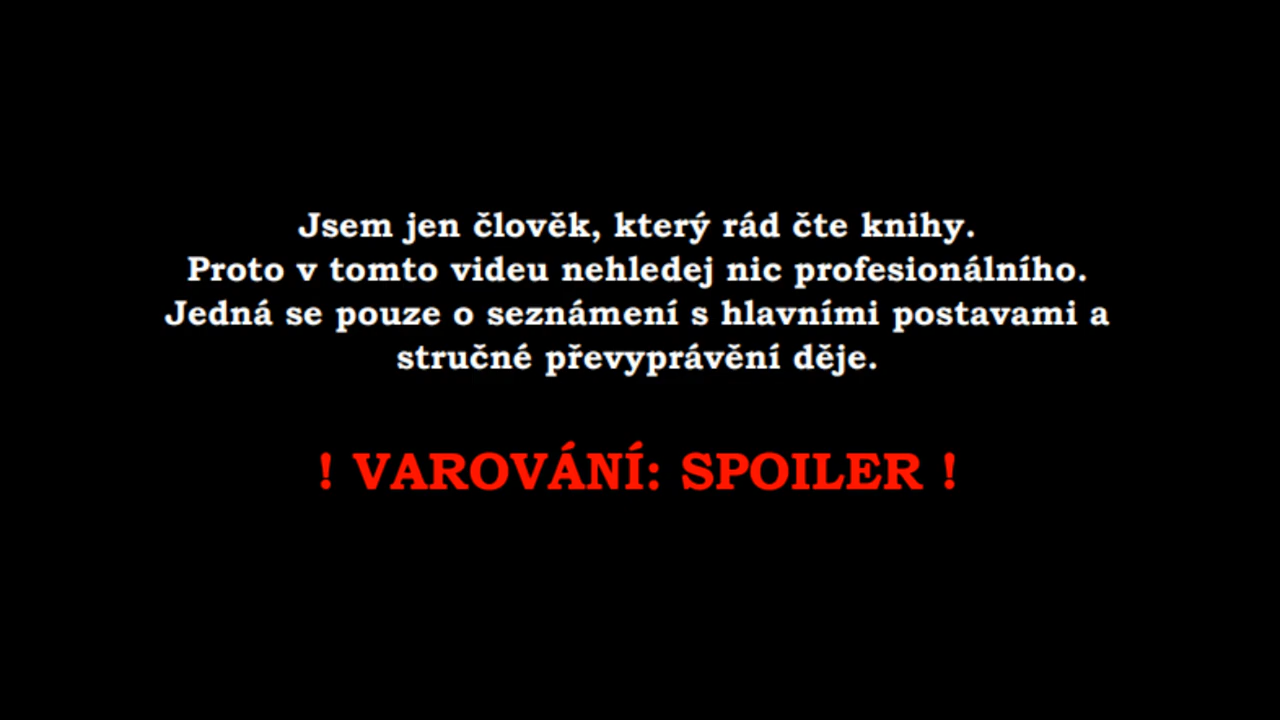 Jsem jen člověk, který rád čte knihy.
Proto v tomto videu nehledej nic profesionálního.
Jedná se pouze o seznámení s hlavními postavami a
stručné převyprávění děje.
! VAROVÁNÍ: SPOILER !